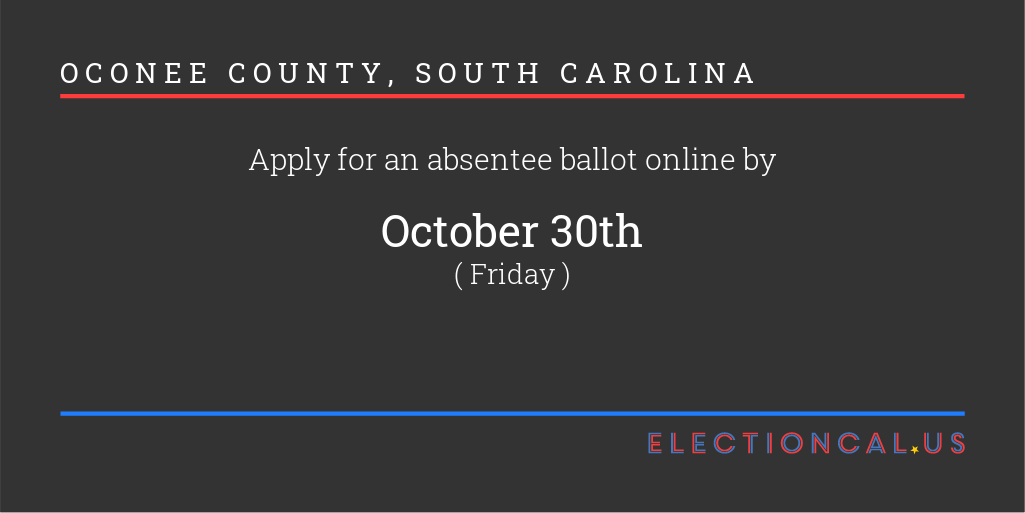 OCONEE COUNTY, SOUTH CAROLINA
Apply for an absentee ballot online by
October 30th
( Friday )
ELECTIONCAL.US